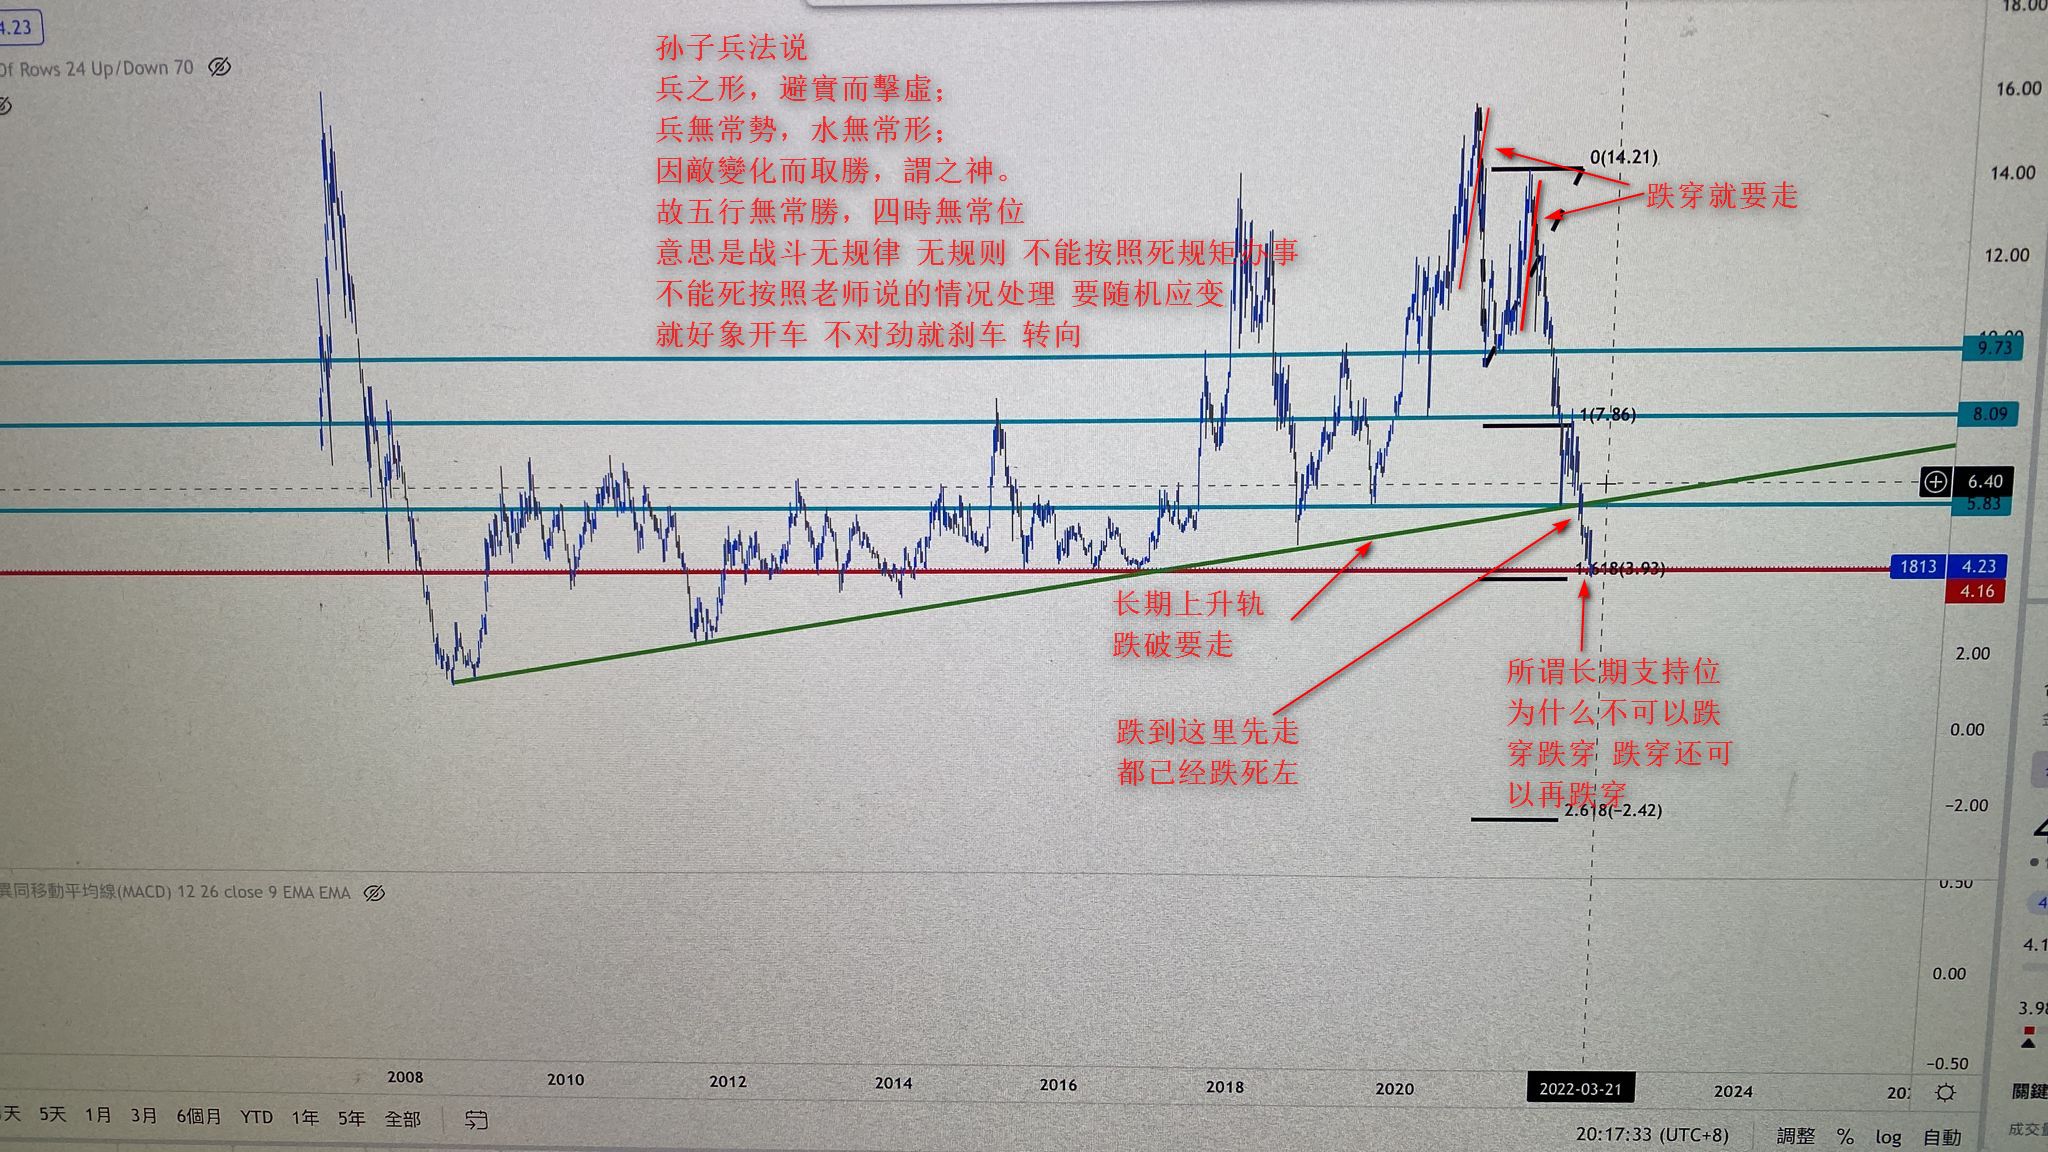 4.23
Of Rows 24 Up/Down 70
孙子兵法说
兵之形，避實而擊虛；
兵無常勢，水無常形；
因敵變化而取勝，謂之神。
故五行無常勝，四時無常位
意思是战斗无规律 无规则 不能按照死规矩办事
不能死按照老师说的情况处理 要随机应变
就好象开车 不对劲就刹车 转向
18.00
16.00
14.00
12.00
10.00
0(14.21)
跌穿就要走
9.73
1(7.86)
8.09
6.40
5.83
1.618(3.93)
1813
4.23
4.16
长期上升轨
跌破要走
跌到这里先走
都已经跌死左
所谓长期支持位
为什么不可以跌
穿跌穿 跌穿还可
以再跌穿
2.618(−2.42)
2.00
0.00
−2.00
異同移動平均線(MACD) 12 26 close 9 EMA EMA
0.50
0.00
−0.50
2008
2010
2012
2014
2016
2018
2020
2022-03-21
2024
天 5天 1月 3月 6個月 YTD 1年 5年 全部
20:17:33 (UTC+8)
調整 % log 自動
關鍵